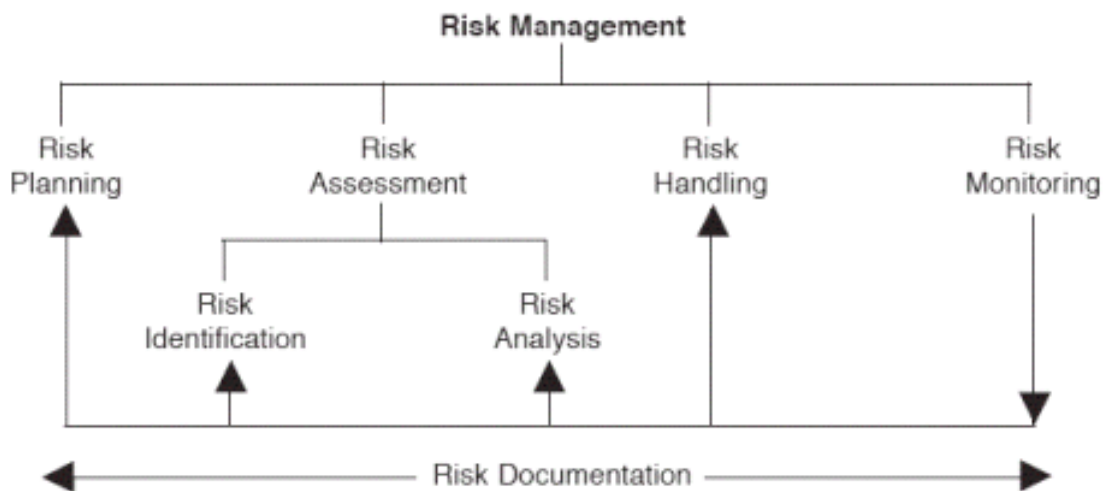 Risk Management
Risk
Planning
Risk
Assessment
Risk
Handling
Risk
Monitoring
Risk
Identification
Risk
Analysis
Risk Documentation